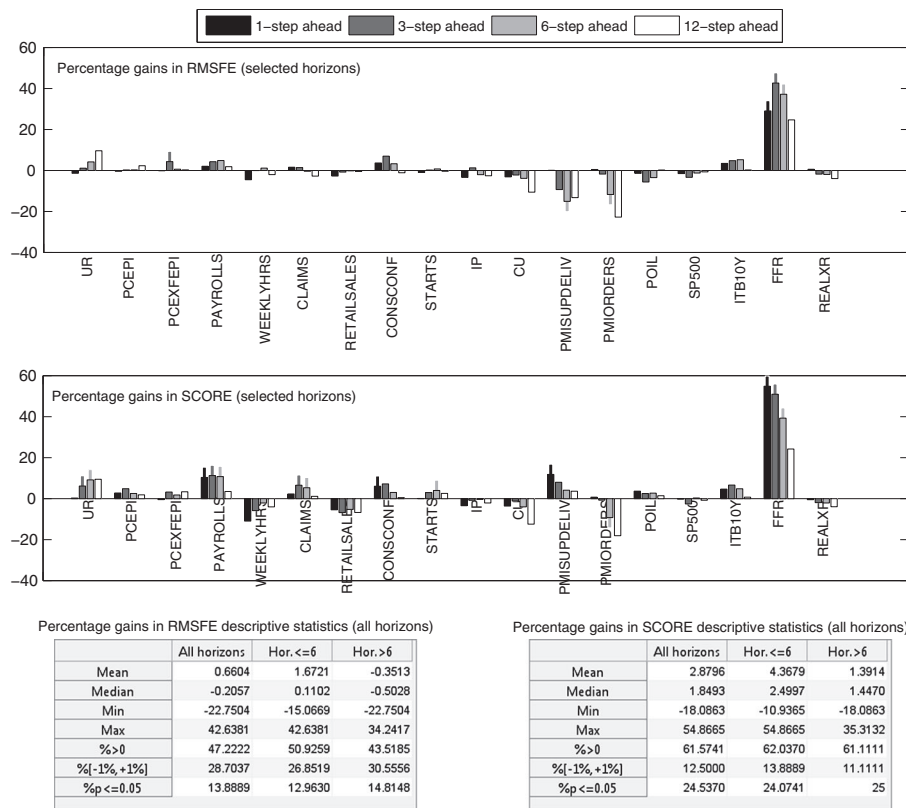 1−step ahead 3−step ahead 6−step ahead 12−step ahead
60
Percentage gains in RMSFE (selected horizons)
40
20
0
−20
−40
UR PCEPI PCEXFEPI PAYROLLS WEEKLYHRS CLAIMS RETAILSALES CONSCONF STARTS IP CU PMISUPDELIV PMIORDERS POIL SP500 ITB10Y FFR REALXR
60
Percentage gains in SCORE (selected horizons)
40
20
0
−20
−40
UR PCEPI PCEXFEPI PAYROLLS WEEKLYHRS CLAIMS RETAILSALES CONSCONF STARTS IP CU PMISUPDELIV PMIORDERS POIL SP500 ITB10Y FFR REALXR
Percentage gains in RMSFE descriptive statistics (all horizons)
All horizons Hor.<=6 Hor.>6
Mean 0.6604 1.6721 -0.3513
Median -0.2057 0.1102 -0.5028
Min -22.7504 -15.0669 -22.7504
Max 42.6381 42.6381 34.2417
%>0 47.2222 50.9259 43.5185
%[-1%,+1%] 28.7037 26.8519 30.5556
%p<=0.05 13.8889 12.9630 14.8148
Percentage gains in SCORE descriptive statistics (all horizons)
All horizons Hor.<=6 Hor.>6
Mean 2.8796 4.3679 1.3914
Median 1.8493 2.4997 1.4470
Min -18.0863 -10.9365 -18.0863
Max 54.8665 54.8665 35.3132
%>0 61.5741 62.0370 61.1111
%[-1%,+1%] 12.5000 13.8889 11.1111
%p<=0.05 24.5370 24.0741 25